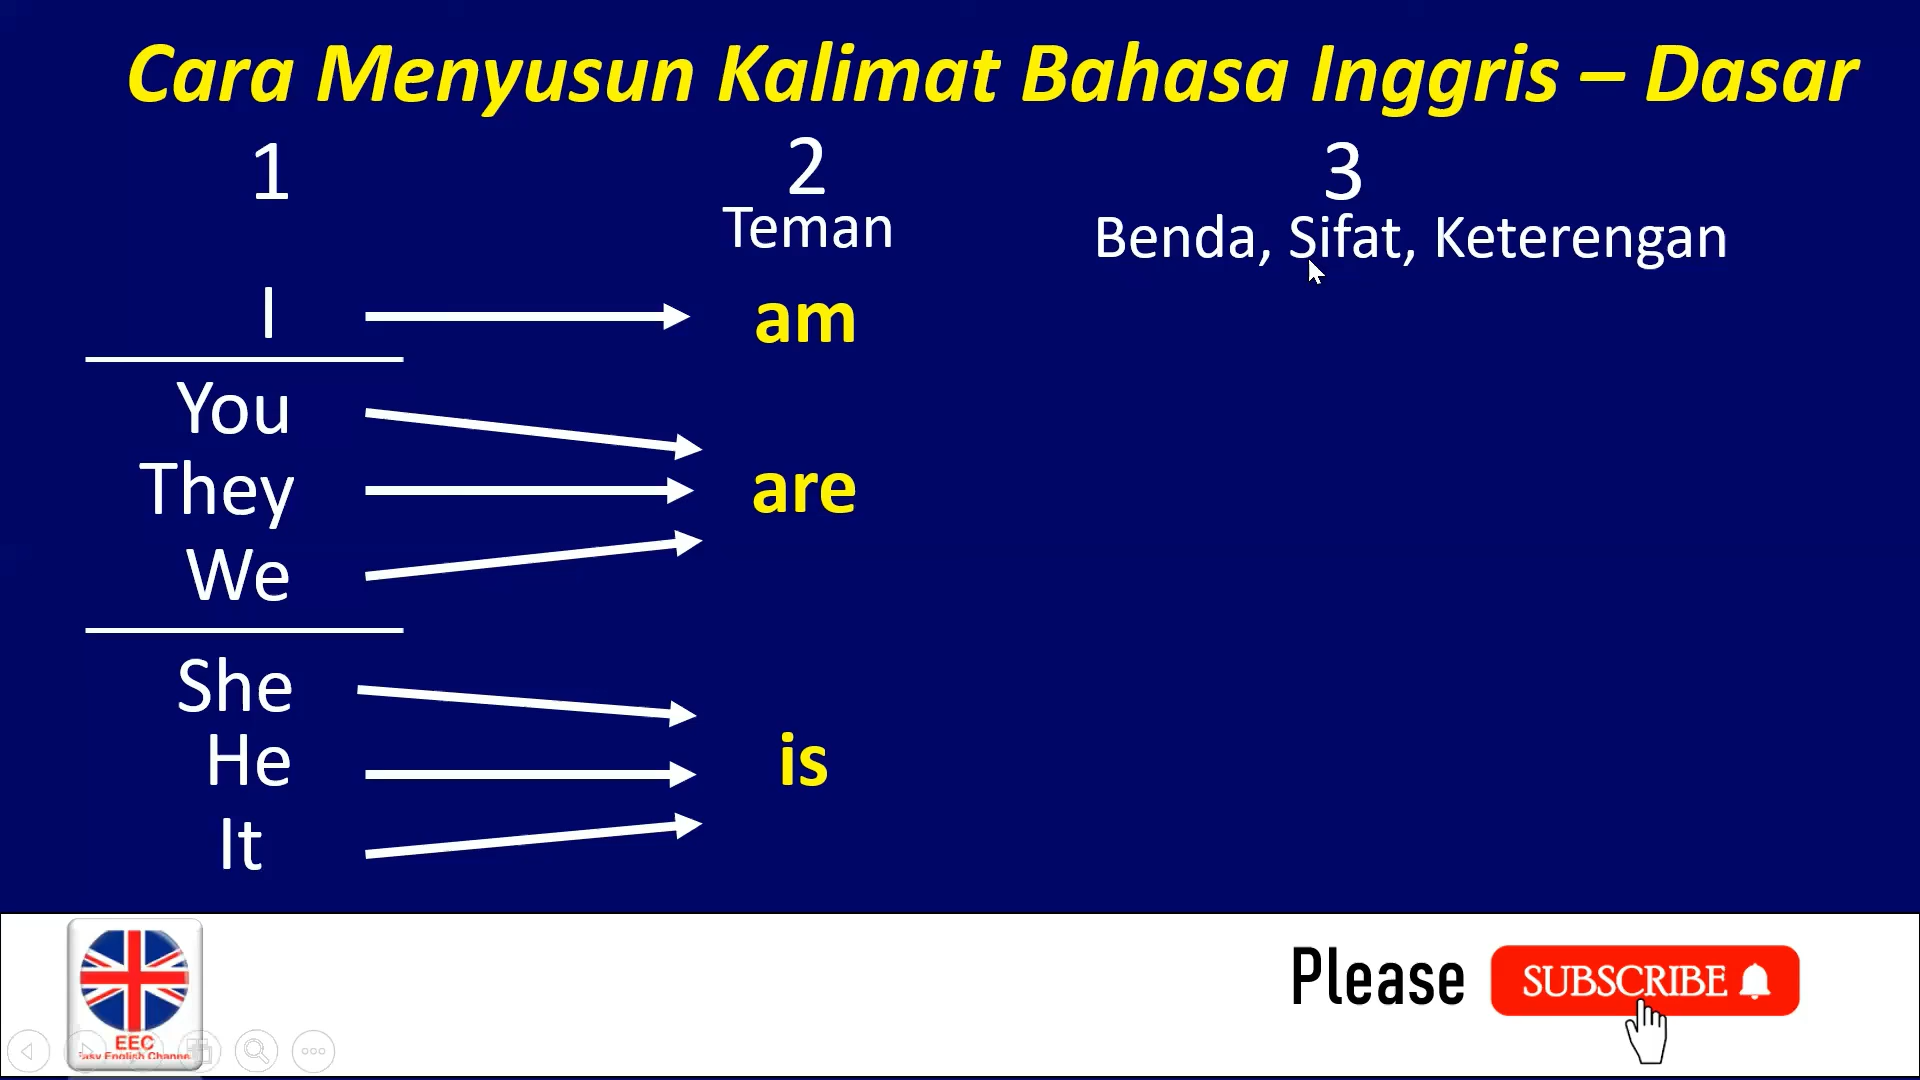 Cara Menyusun Kalimat Bahasa Inggris – Dasar
1 2 3
Teman Benda, Sifat, Keterengan
I am
You
They are
We
She
He is
It
Please SUBSCRIBE
EEC
Easy English Channel